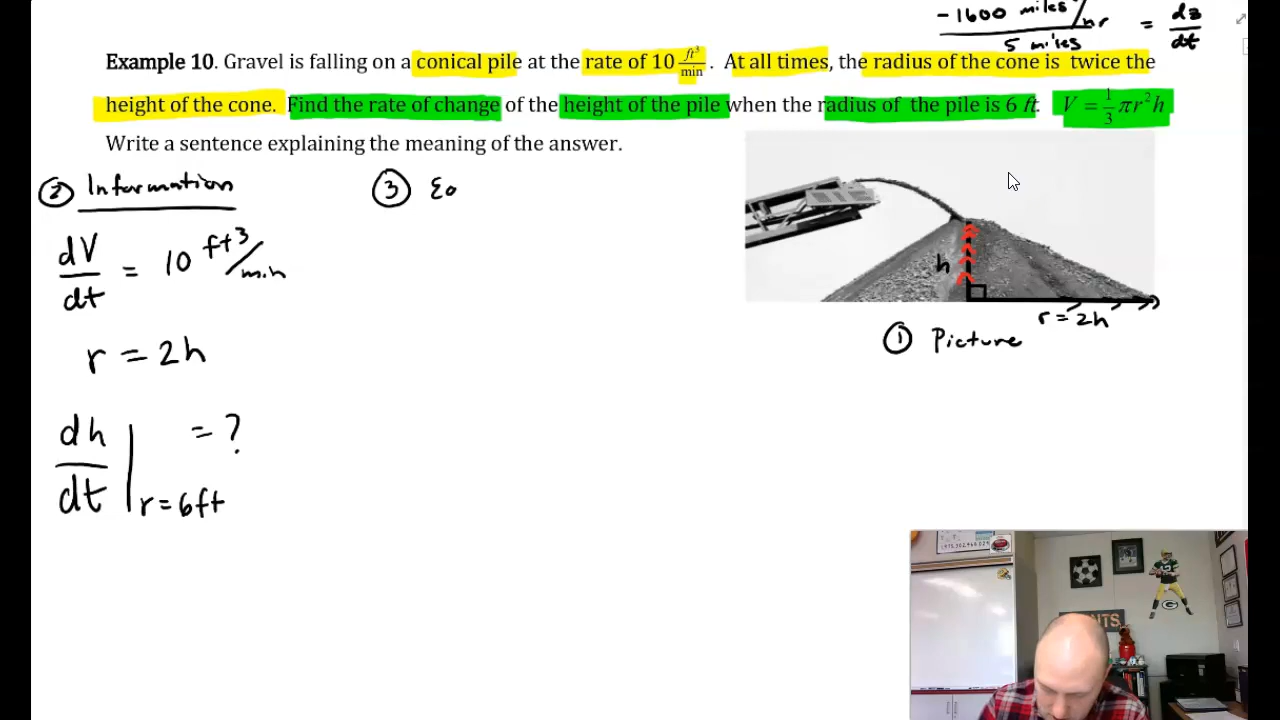 -1600 miles/hr
5 miles
= dz
dt
Example 10. Gravel is falling on a conical pile at the rate of 10 ft³/min. At all times, the radius of the cone is twice the
height of the cone. Find the rate of change of the height of the pile when the radius of the pile is 6 ft. V = 1/3 πr²h
Write a sentence explaining the meaning of the answer.
② Information
dV/dt = 10 ft3/min
r = 2h
dh/dt | r = 6ft = ?
③ Eq
h
r = 2h
① Picture
G